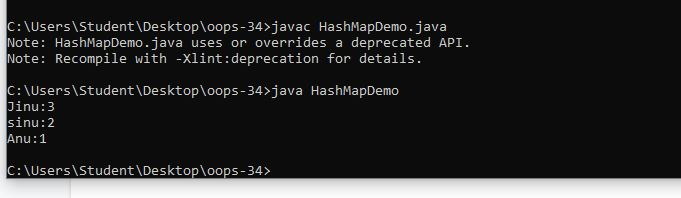 C:\Users\Student\Desktop\oops-34>javac HashMapDemo.java
Note: HashMapDemo.java uses or overrides a deprecated API.
Note: Recompile with -Xlint:deprecation for details.
C:\Users\Student\Desktop\oops-34>java HashMapDemo
Jinu:3
sinu:2
Anu:1
C:\Users\Student\Desktop\oops-34>